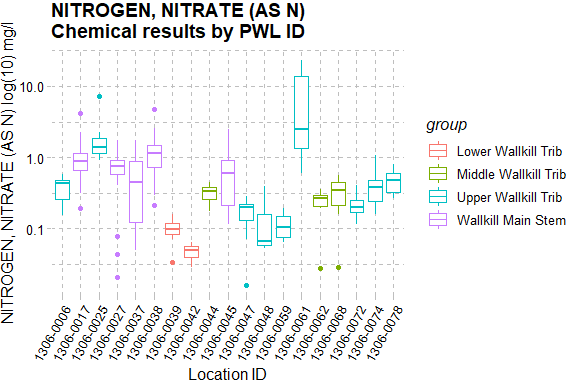 NITROGEN, NITRATE (AS N)
Chemical results by PWL ID
NITROGEN, NITRATE (AS N) log(10) mg/l
10.0
1.0
0.1
1306-0006
1306-0017
1306-0025
1306-0027
1306-0037
1306-0038
1306-0039
1306-0042
1306-0044
1306-0045
1306-0047
1306-0048
1306-0059
1306-0061
1306-0062
1306-0068
1306-0072
1306-0074
1306-0078
Location ID
group
Lower Wallkill Trib
Middle Wallkill Trib
Upper Wallkill Trib
Wallkill Main Stem